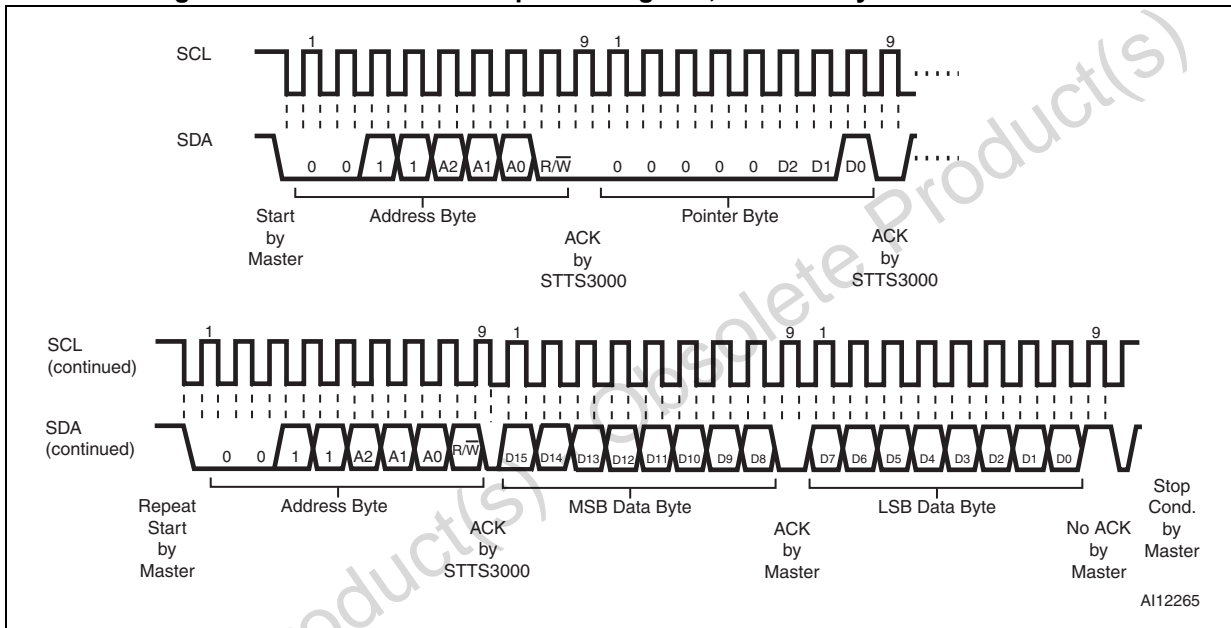 1 9 1 9
SCL
SDA
0 0 1 1 A2 A1 A0 R/W̅ 0 0 0 0 0 D2 D1 D0
Address Byte Pointer Byte
Start
by
Master
ACK
by
STTS3000
ACK
by
STTS3000
1 9 1 9 1 9
SCL
(continued)
SDA
(continued)
0 0 1 1 A2 A1 A0 R/W̅ D15 D14 D13 D12 D11 D10 D9 D8 D7 D6 D5 D4 D3 D2 D1 D0
Address Byte MSB Data Byte LSB Data Byte
Repeat
Start
by
Master
ACK
by
STTS3000
ACK
by
Master
No ACK
by
Master
Stop
Cond.
by
Master
AI12265
Obsolete Product(s)